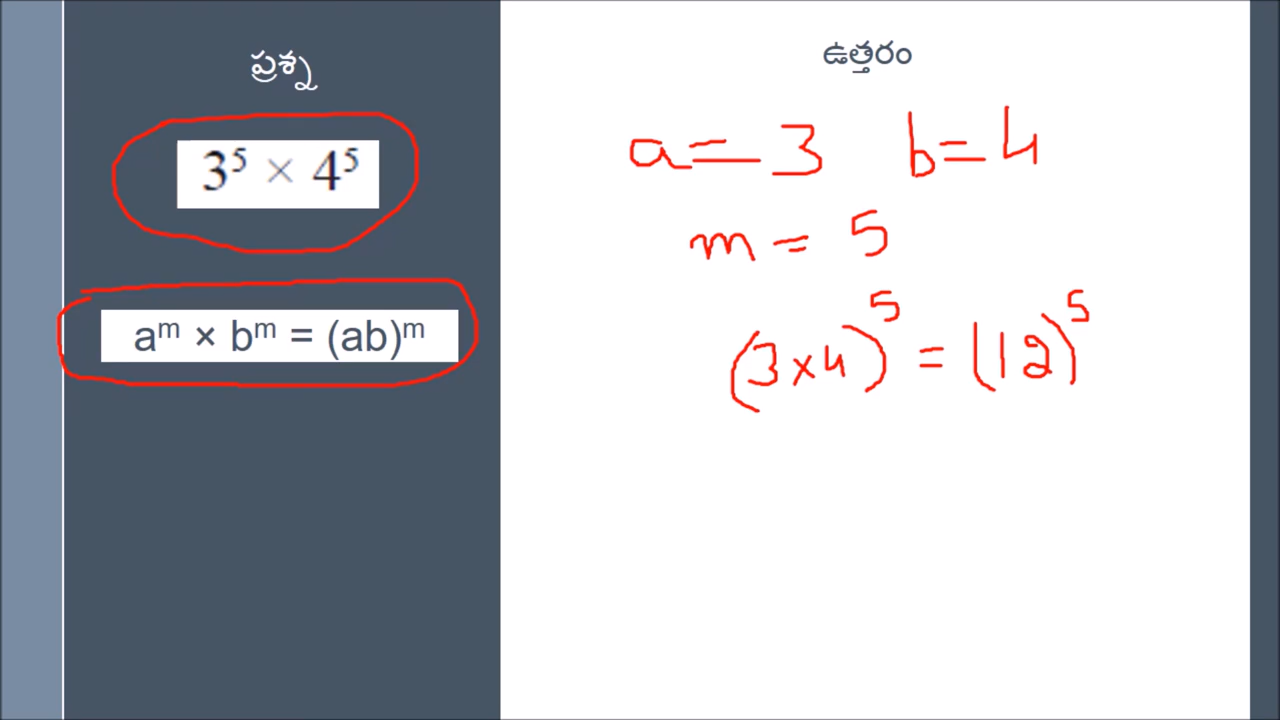 ప్రశ్న
3⁵ × 4⁵
aᵐ × bᵐ = (ab)ᵐ
ఉత్తరం
a = 3 b = 4
m = 5
(3×4)⁵ = (12)⁵